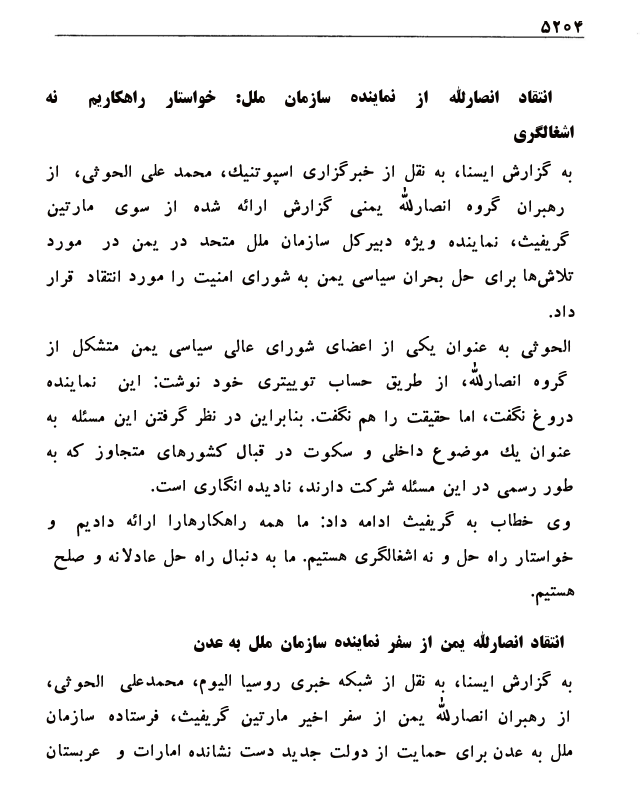 ۵۲۰۴
انتقاد انصارالله از نماینده سازمان ملل: خواستار راهکاریم نه
اشغالگری
به گزارش ایسنا، به نقل از خبرگزاری اسپوتنیك، محمد علی الحوثی، از
رهبران گروه انصارالله یمنی گزارش ارائه شده از سوی مارتین
گریفیث، نماینده ویژه دبیرکل سازمان ملل متحد در یمن در مورد
تلاش‌ها برای حل بحران سیاسی یمن به شورای امنیت را مورد انتقاد قرار
داد.
الحوثی به عنوان یکی از اعضای شورای عالی سیاسی یمن متشکل از
گروه انصارالله، از طریق حساب توییتری خود نوشت: این نماینده
دروغ نگفت، اما حقیقت را هم نگفت. بنابراین در نظر گرفتن این مسئله به
عنوان یك موضوع داخلی و سکوت در قبال کشورهای متجاوز که به
طور رسمی در این مسئله شرکت دارند، نادیده انگاری است.
وی خطاب به گریفیث ادامه داد: ما همه راهکارهارا ارائه دادیم و
خواستار راه حل و نه اشغالگری هستیم. ما به دنبال راه حل عادلانه و صلح
هستیم.
انتقاد انصارالله یمن از سفر نماینده سازمان ملل به عدن
به گزارش ایسنا، به نقل از شبکه خبری روسیا الیوم، محمدعلی الحوثی،
از رهبران انصارالله یمن از سفر اخیر مارتین گریفیث، فرستاده سازمان
ملل به عدن برای حمایت از دولت جدید دست نشانده امارات و عربستان